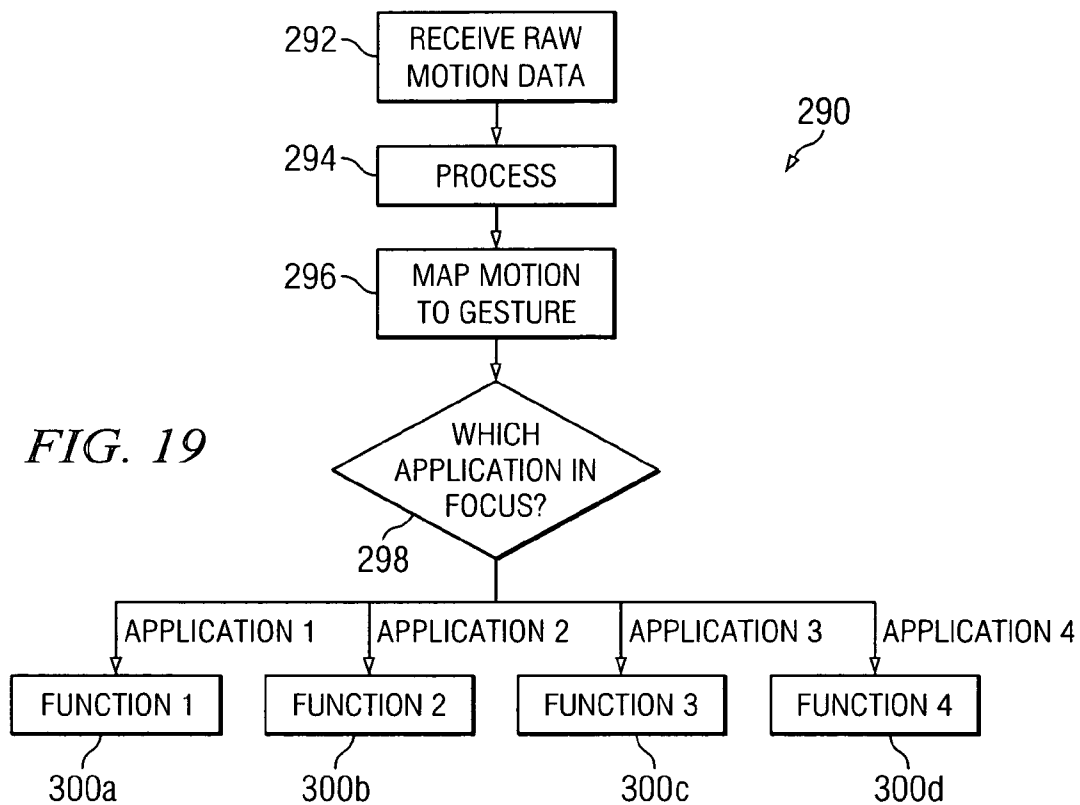 292
RECEIVE RAW
MOTION DATA
290
294
PROCESS
296
MAP MOTION
TO GESTURE
FIG. 19
WHICH
APPLICATION IN
FOCUS?
298
APPLICATION 1
APPLICATION 2
APPLICATION 3
APPLICATION 4
FUNCTION 1
FUNCTION 2
FUNCTION 3
FUNCTION 4
300a
300b
300c
300d